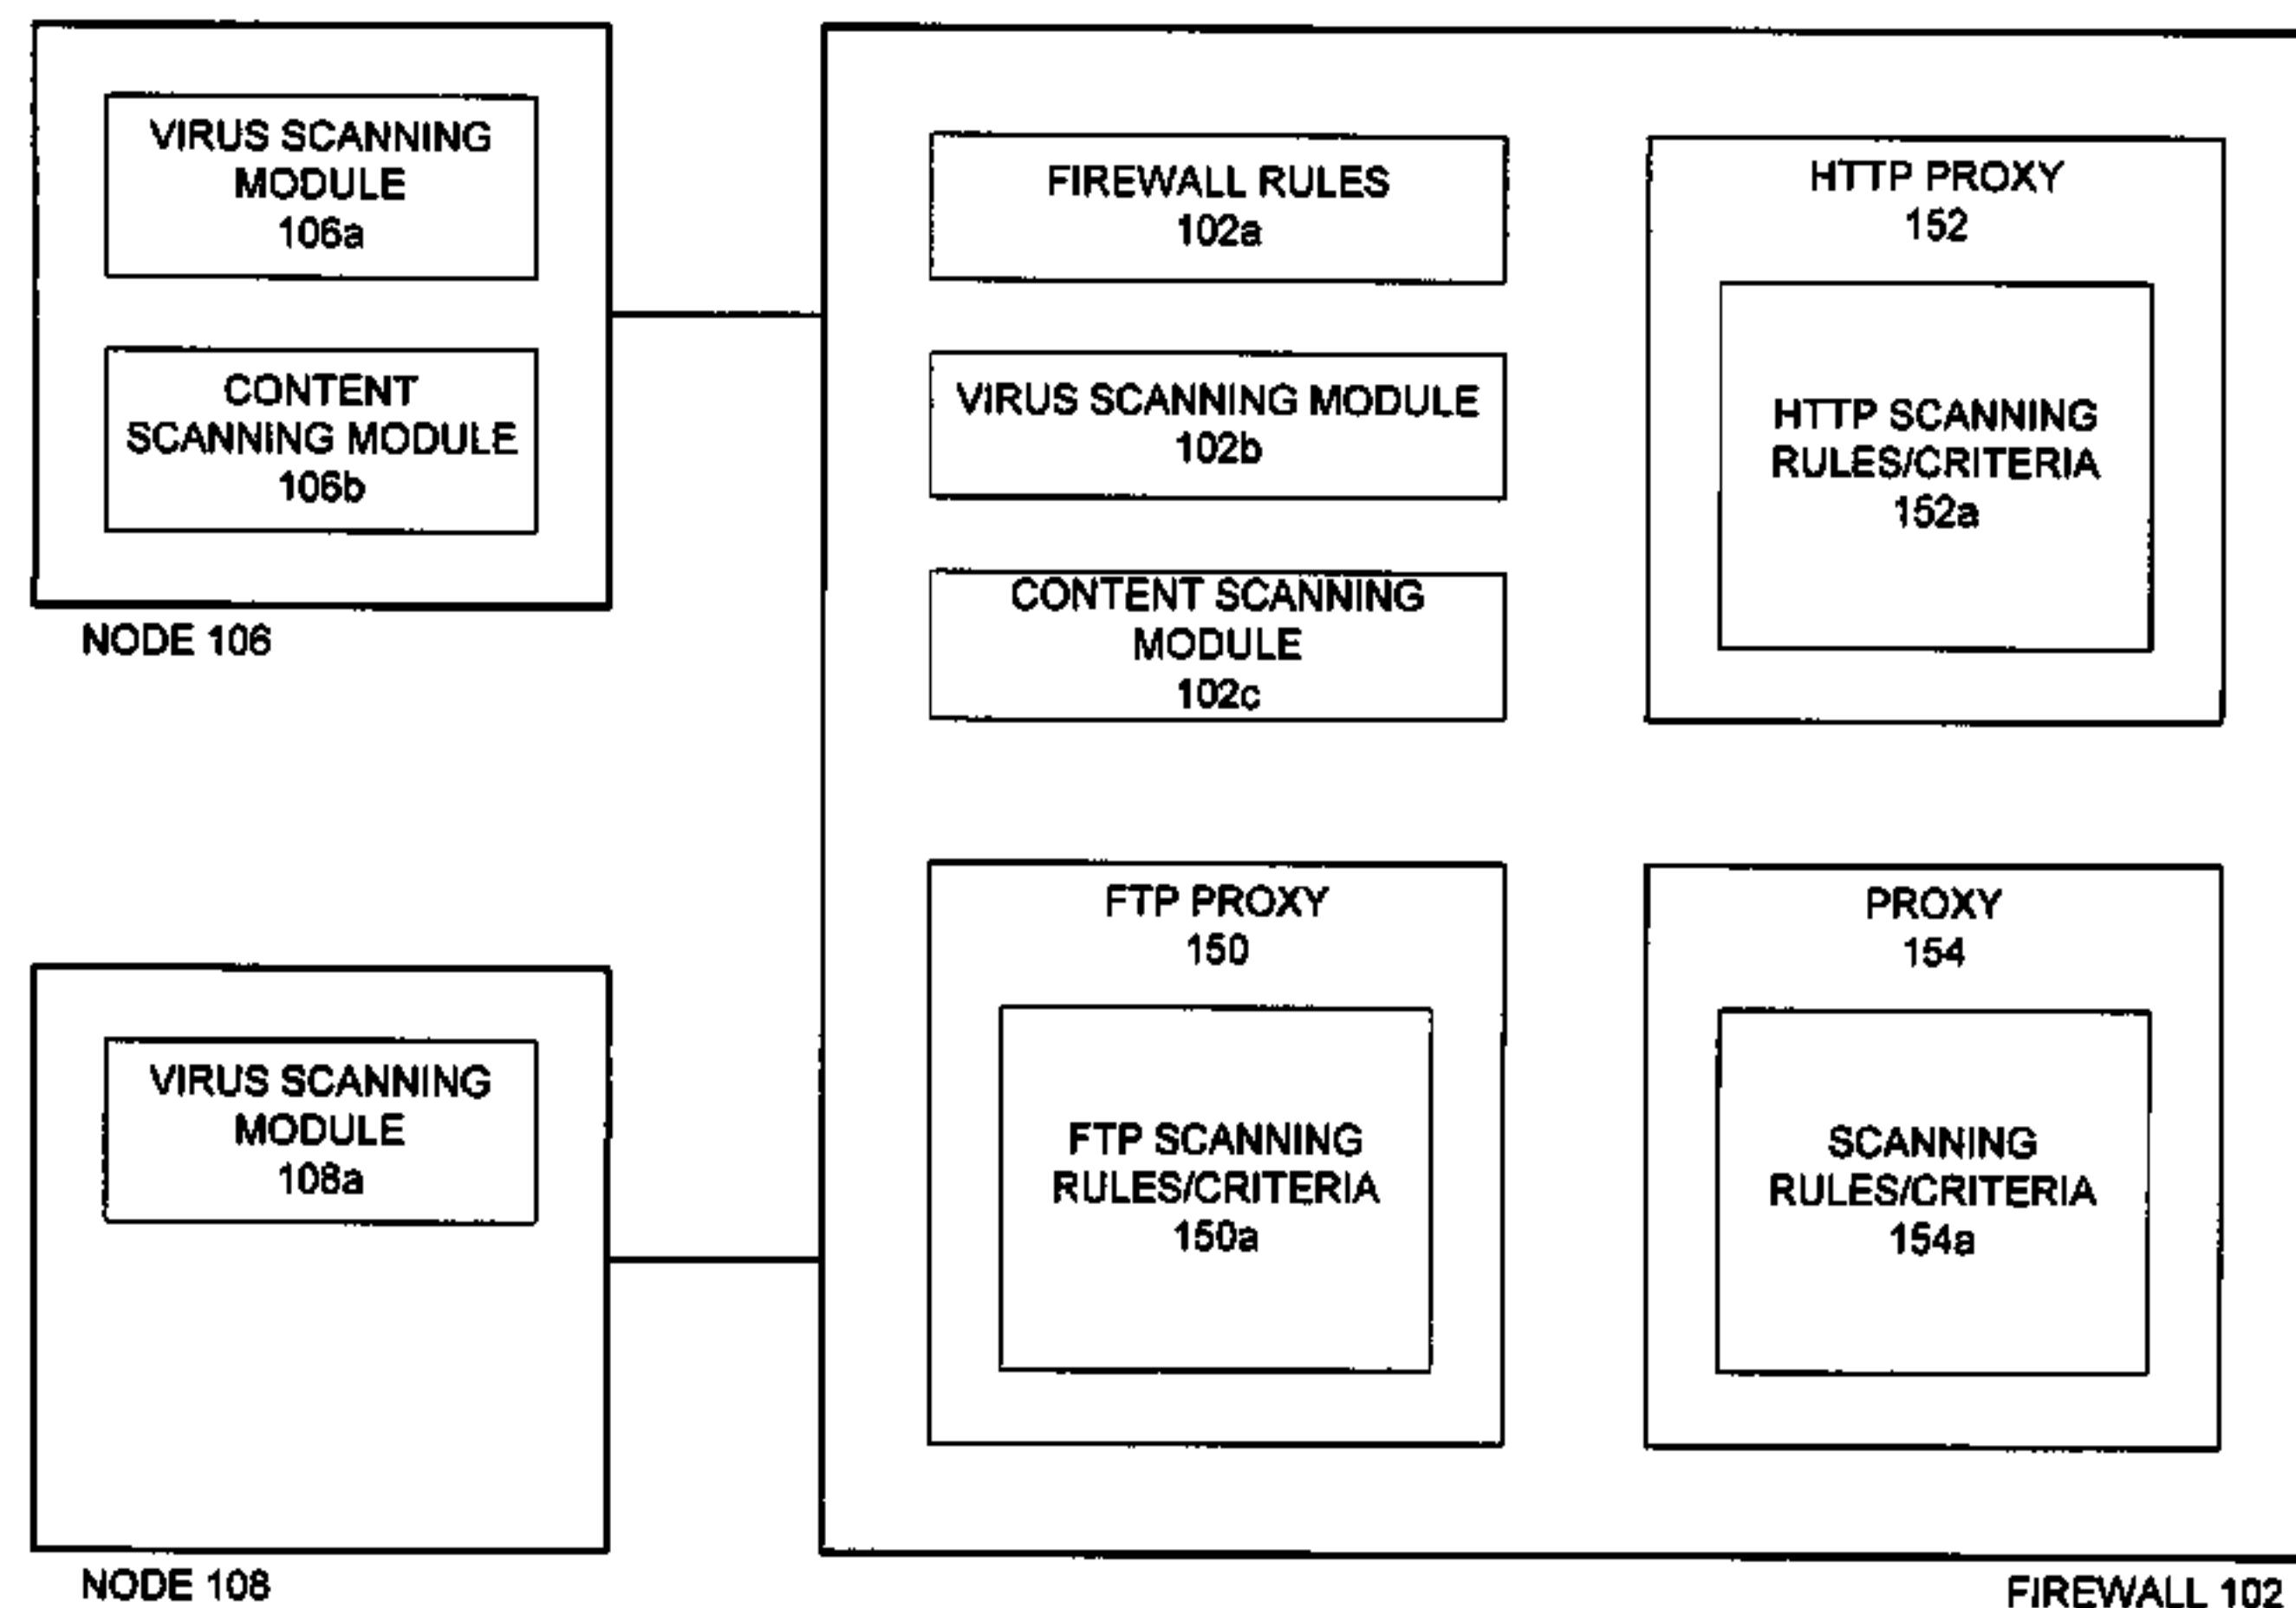 VIRUS SCANNING
MODULE
106a
CONTENT
SCANNING MODULE
106b
NODE 106
VIRUS SCANNING
MODULE
108a
NODE 108
FIREWALL RULES
102a
VIRUS SCANNING MODULE
102b
CONTENT SCANNING
MODULE
102c
HTTP PROXY
152
HTTP SCANNING
RULES/CRITERIA
152a
FTP PROXY
150
FTP SCANNING
RULES/CRITERIA
150a
PROXY
154
SCANNING
RULES/CRITERIA
154a
FIREWALL 102